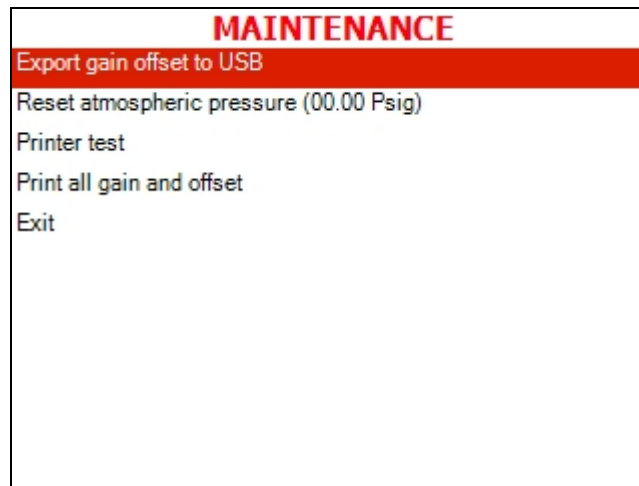 MAINTENANCE
Export gain offset to USB
Reset atmospheric pressure (00.00 Psig)
Printer test
Print all gain and offset
Exit